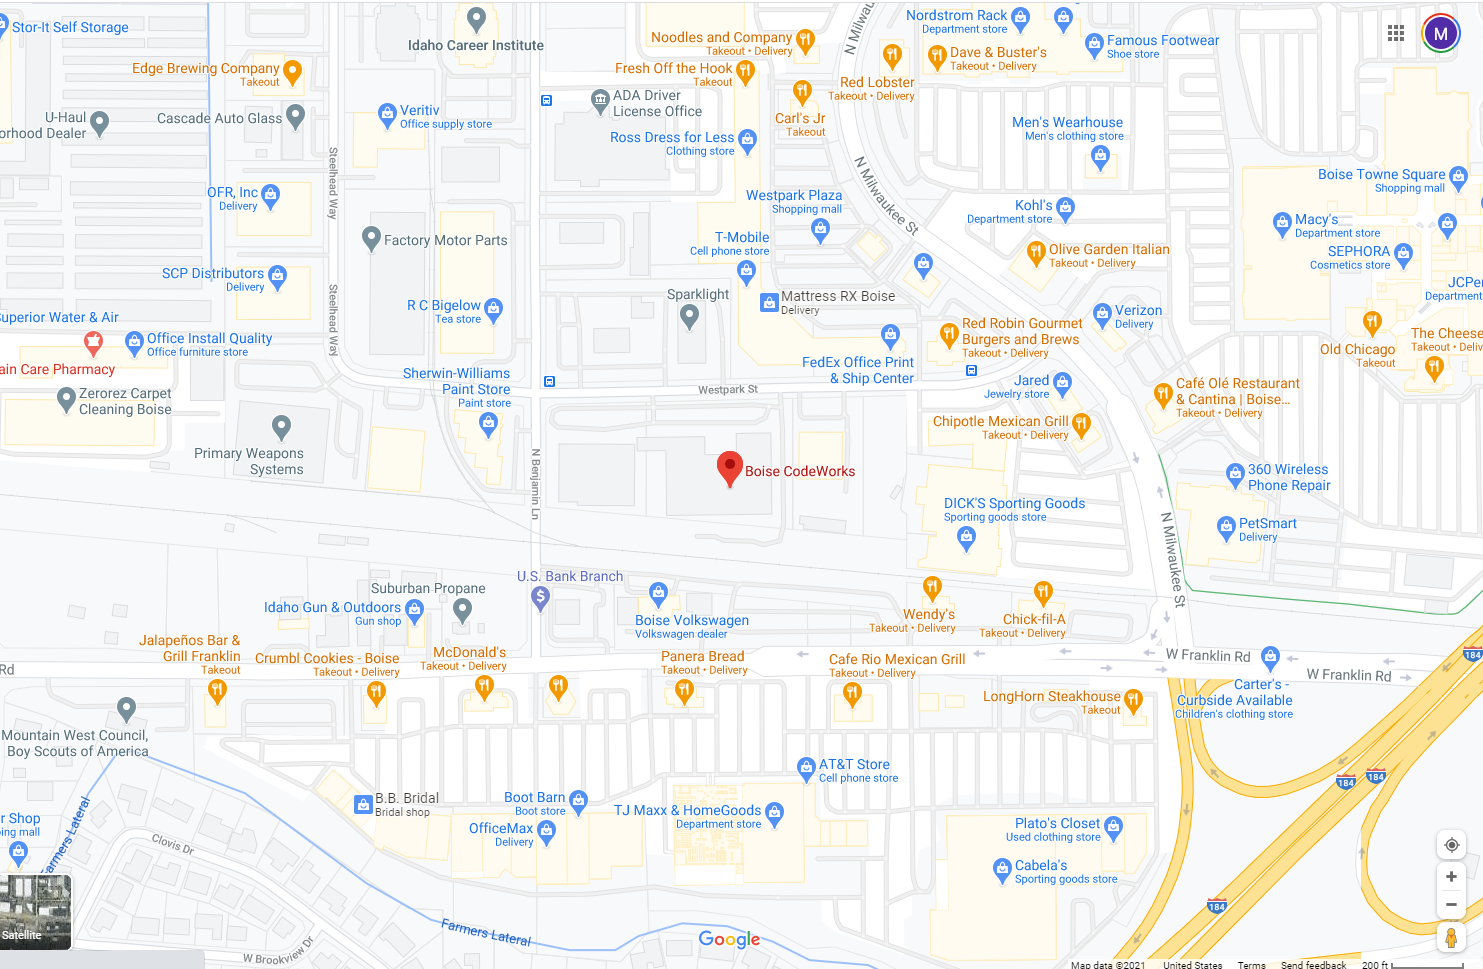 Stor-It Self Storage
Idaho Career Institute
Noodles and Company
Takeout • Delivery
N Milwaukee
Nordstrom Rack
Department store
Famous Footwear
Shoe store
M
Edge Brewing Company
Takeout
Fresh Off the Hook
Takeout
Dave & Buster's
Takeout • Delivery
Red Lobster
Takeout • Delivery
U-Haul
orhood Dealer
Cascade Auto Glass
Veritiv
Office supply store
ADA Driver
License Office
Carl's Jr
Takeout
Ross Dress for Less
Clothing store
Men's Wearhouse
Men's clothing store
Steelhead Way
N Milwaukee St
Boise Towne Square
Shopping mall
OFR, Inc
Delivery
Westpark Plaza
Shopping mall
Kohl's
Department store
Macy's
Department store
Factory Motor Parts
T-Mobile
Cell phone store
Olive Garden Italian
Takeout • Delivery
SEPHORA
Cosmetics store
SCP Distributors
Delivery
Steelhead Way
JCPe
Department
R C Bigelow
Tea store
Sparklight
Mattress RX Boise
Delivery
Verizon
Delivery
Superior Water & Air
Office Install Quality
Office furniture store
Red Robin Gourmet
Burgers and Brews
Takeout • Delivery
Old Chicago
Takeout
The Cheese
Takeout • Deliv
ain Care Pharmacy
Sherwin-Williams
Paint Store
Paint store
FedEx Office Print
& Ship Center
Westpark St
Jared
Jewelry store
Café Olé Restaurant
& Cantina | Boise...
Takeout • Delivery
Zerorez Carpet
Cleaning Boise
Chipotle Mexican Grill
Takeout • Delivery
Primary Weapons
Systems
N Benjamin Ln
Boise CodeWorks
360 Wireless
Phone Repair
DICK'S Sporting Goods
Sporting goods store
PetSmart
Delivery
N Milwaukee St
U.S. Bank Branch
Suburban Propane
Idaho Gun & Outdoors
Gun shop
Boise Volkswagen
Volkswagen dealer
Wendy's
Takeout • Delivery
Chick-fil-A
Takeout • Delivery
Jalapeños Bar &
Grill Franklin
Takeout
Crumbl Cookies - Boise
Takeout • Delivery
McDonald's
Takeout • Delivery
Panera Bread
Takeout • Delivery
Cafe Rio Mexican Grill
Takeout • Delivery
W Franklin Rd
184
Rd
W Franklin Rd
LongHorn Steakhouse
Takeout
Carter's -
Curbside Available
Children's clothing store
Mountain West Council,
Boy Scouts of America
AT&T Store
Cell phone store
184
184
B.B. Bridal
Bridal shop
Boot Barn
Boot store
TJ Maxx & HomeGoods
Department store
r Shop
ping mall
Farmers Lateral
OfficeMax
Delivery
Plato's Closet
Used clothing store
Clovis Dr
Cabela's
Sporting goods store
184
Satellite
Farmers Lateral
W Brookview Dr
Google
Map data ©2021 United States Terms Send feedback 200 ft